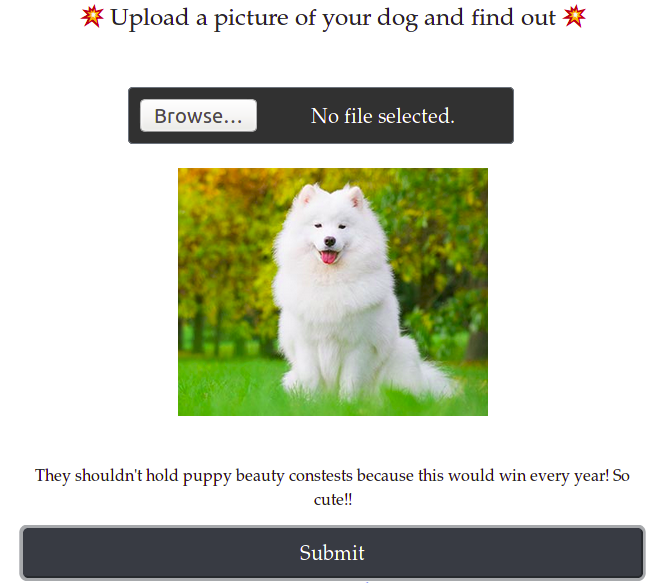 💥 Upload a picture of your dog and find out 💥
Browse... No file selected.
They shouldn't hold puppy beauty constests because this would win every year! So
cute!!
Submit